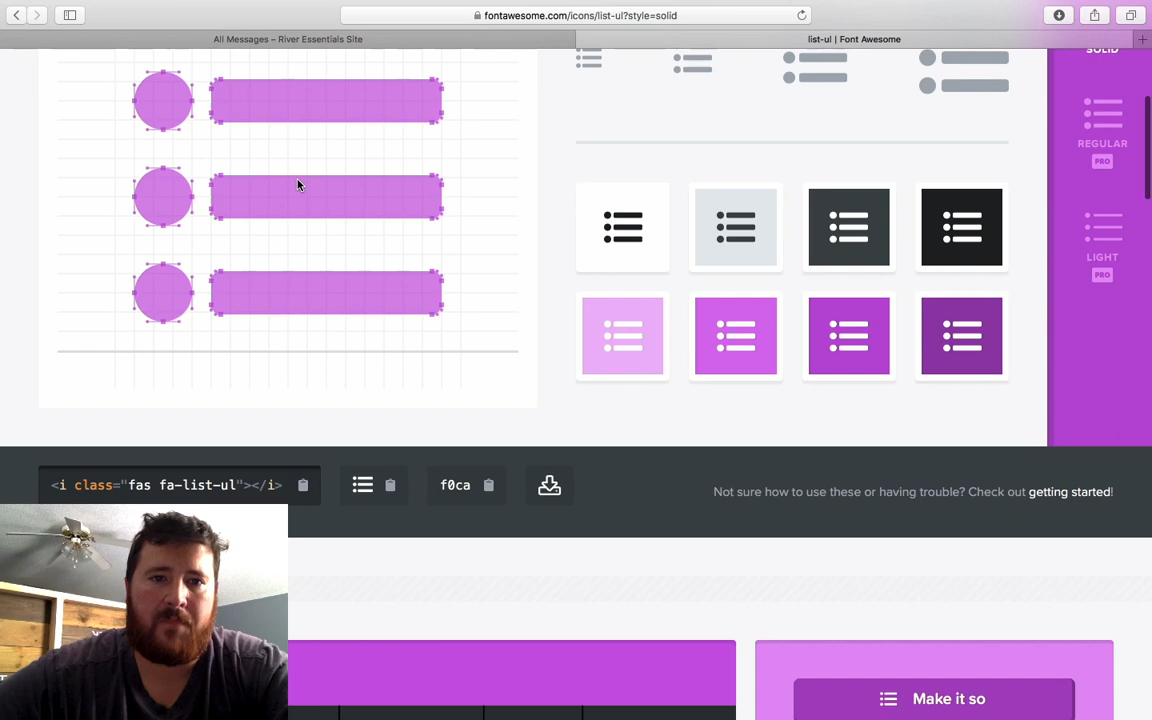 fontawesome.com/icons/list-ul?style=solid
All Messages – River Essentials Site
list-ul | Font Awesome
SOLID
REGULAR
PRO
LIGHT
PRO
<i class="fas fa-list-ul"></i>
f0ca
Not sure how to use these or having trouble? Check out getting started!
Make it so